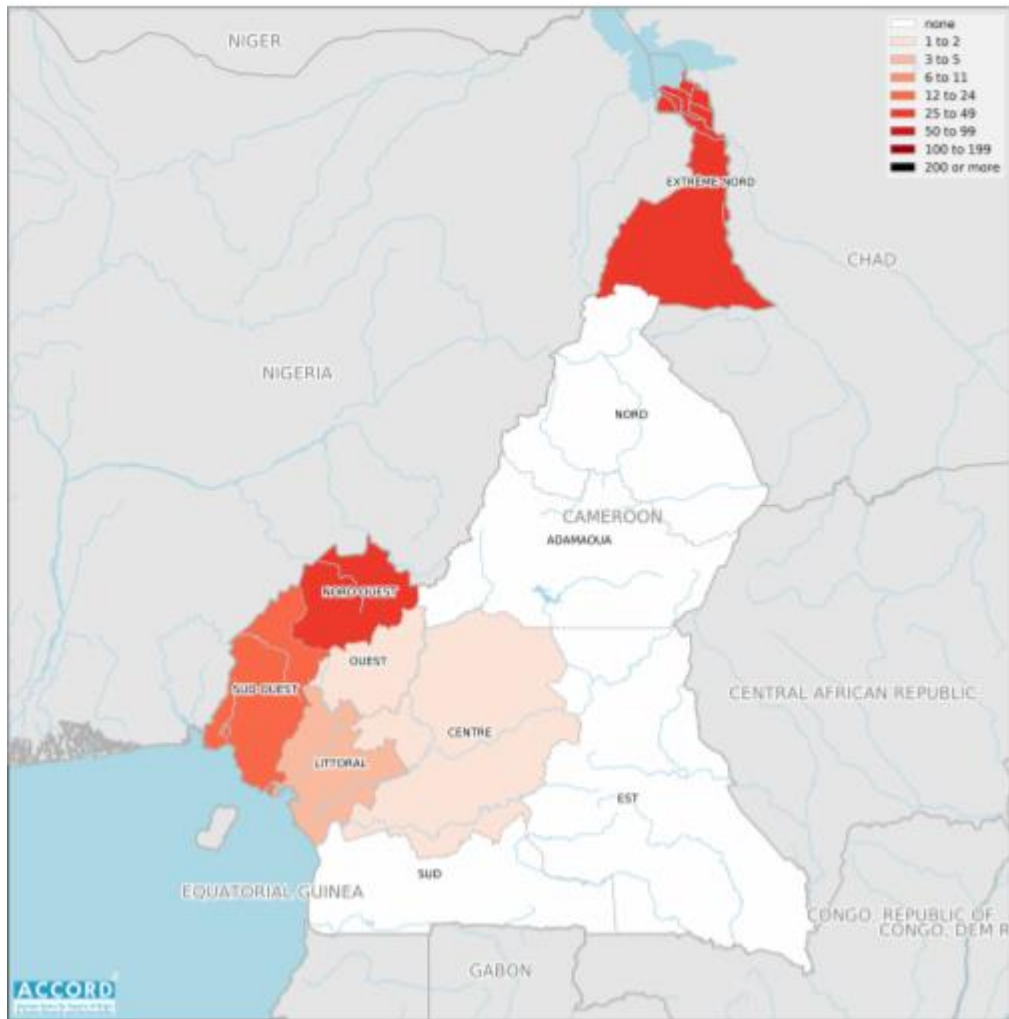 NIGER
none
1 to 2
3 to 5
6 to 11
12 to 24
25 to 49
50 to 99
100 to 199
200 or more
EXTREME-NORD
CHAD
NIGERIA
NORD
CAMEROON
ADAMAOUA
NORD-OUEST
OUEST
SUD-OUEST
CENTRAL AFRICAN REPUBLIC
CENTRE
LITTORAL
EST
SUD
EQUATORIAL GUINEA
CONGO, REPUBLIC OF
CONGO, DEM R
GABON
ACCORD